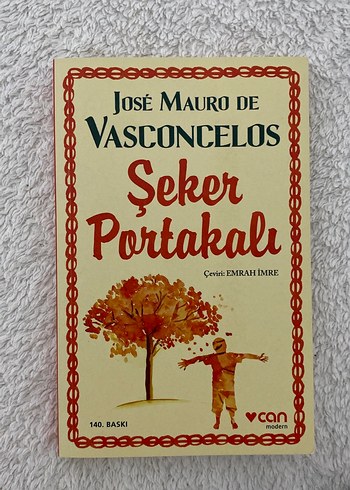 JOSÉ MAURO DE
VASCONCELOS
Şeker
Portakalı
Çeviri: EMRAH İMRE
140. BASKI
can
modern